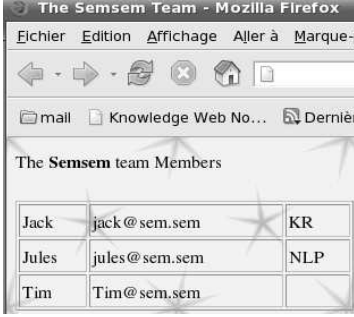 The Semsem Team - Mozilla Firefox
Fichier Edition Affichage Aller à Marque-
mail Knowledge Web No... Dernièr
The Semsem team Members
Jack jack@sem.sem KR
Jules jules@sem.sem NLP
Tim Tim@sem.sem